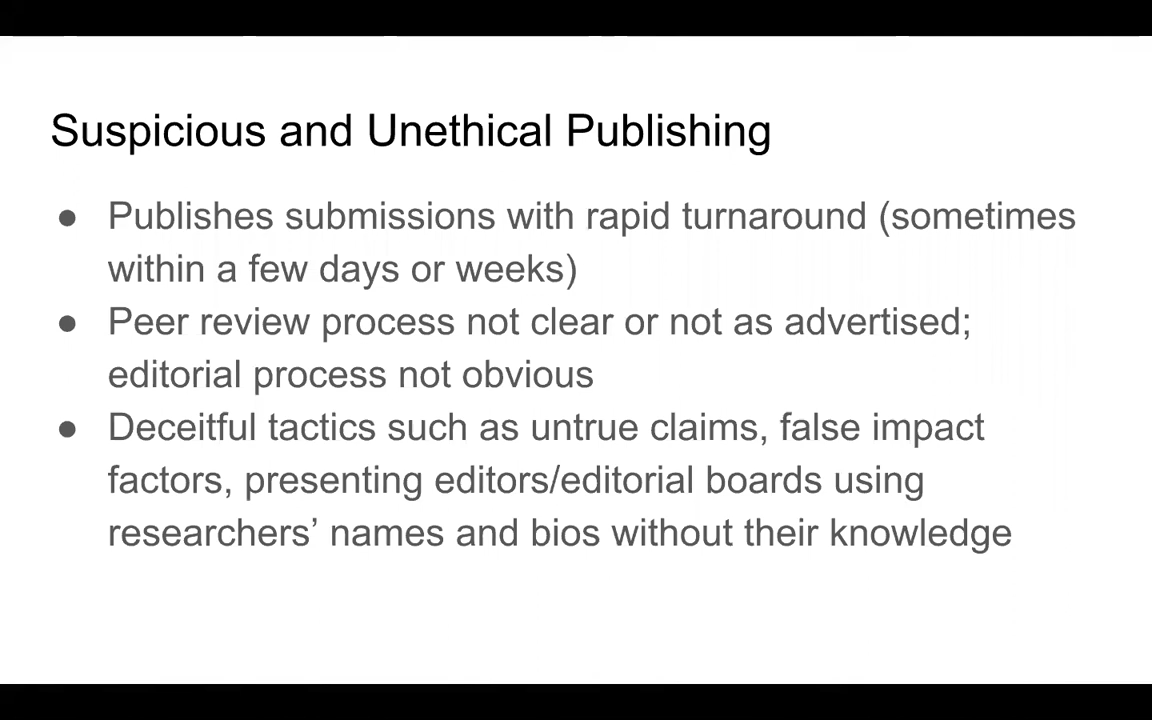 Suspicious and Unethical Publishing
● Publishes submissions with rapid turnaround (sometimes
within a few days or weeks)
● Peer review process not clear or not as advertised;
editorial process not obvious
● Deceitful tactics such as untrue claims, false impact
factors, presenting editors/editorial boards using
researchers’ names and bios without their knowledge